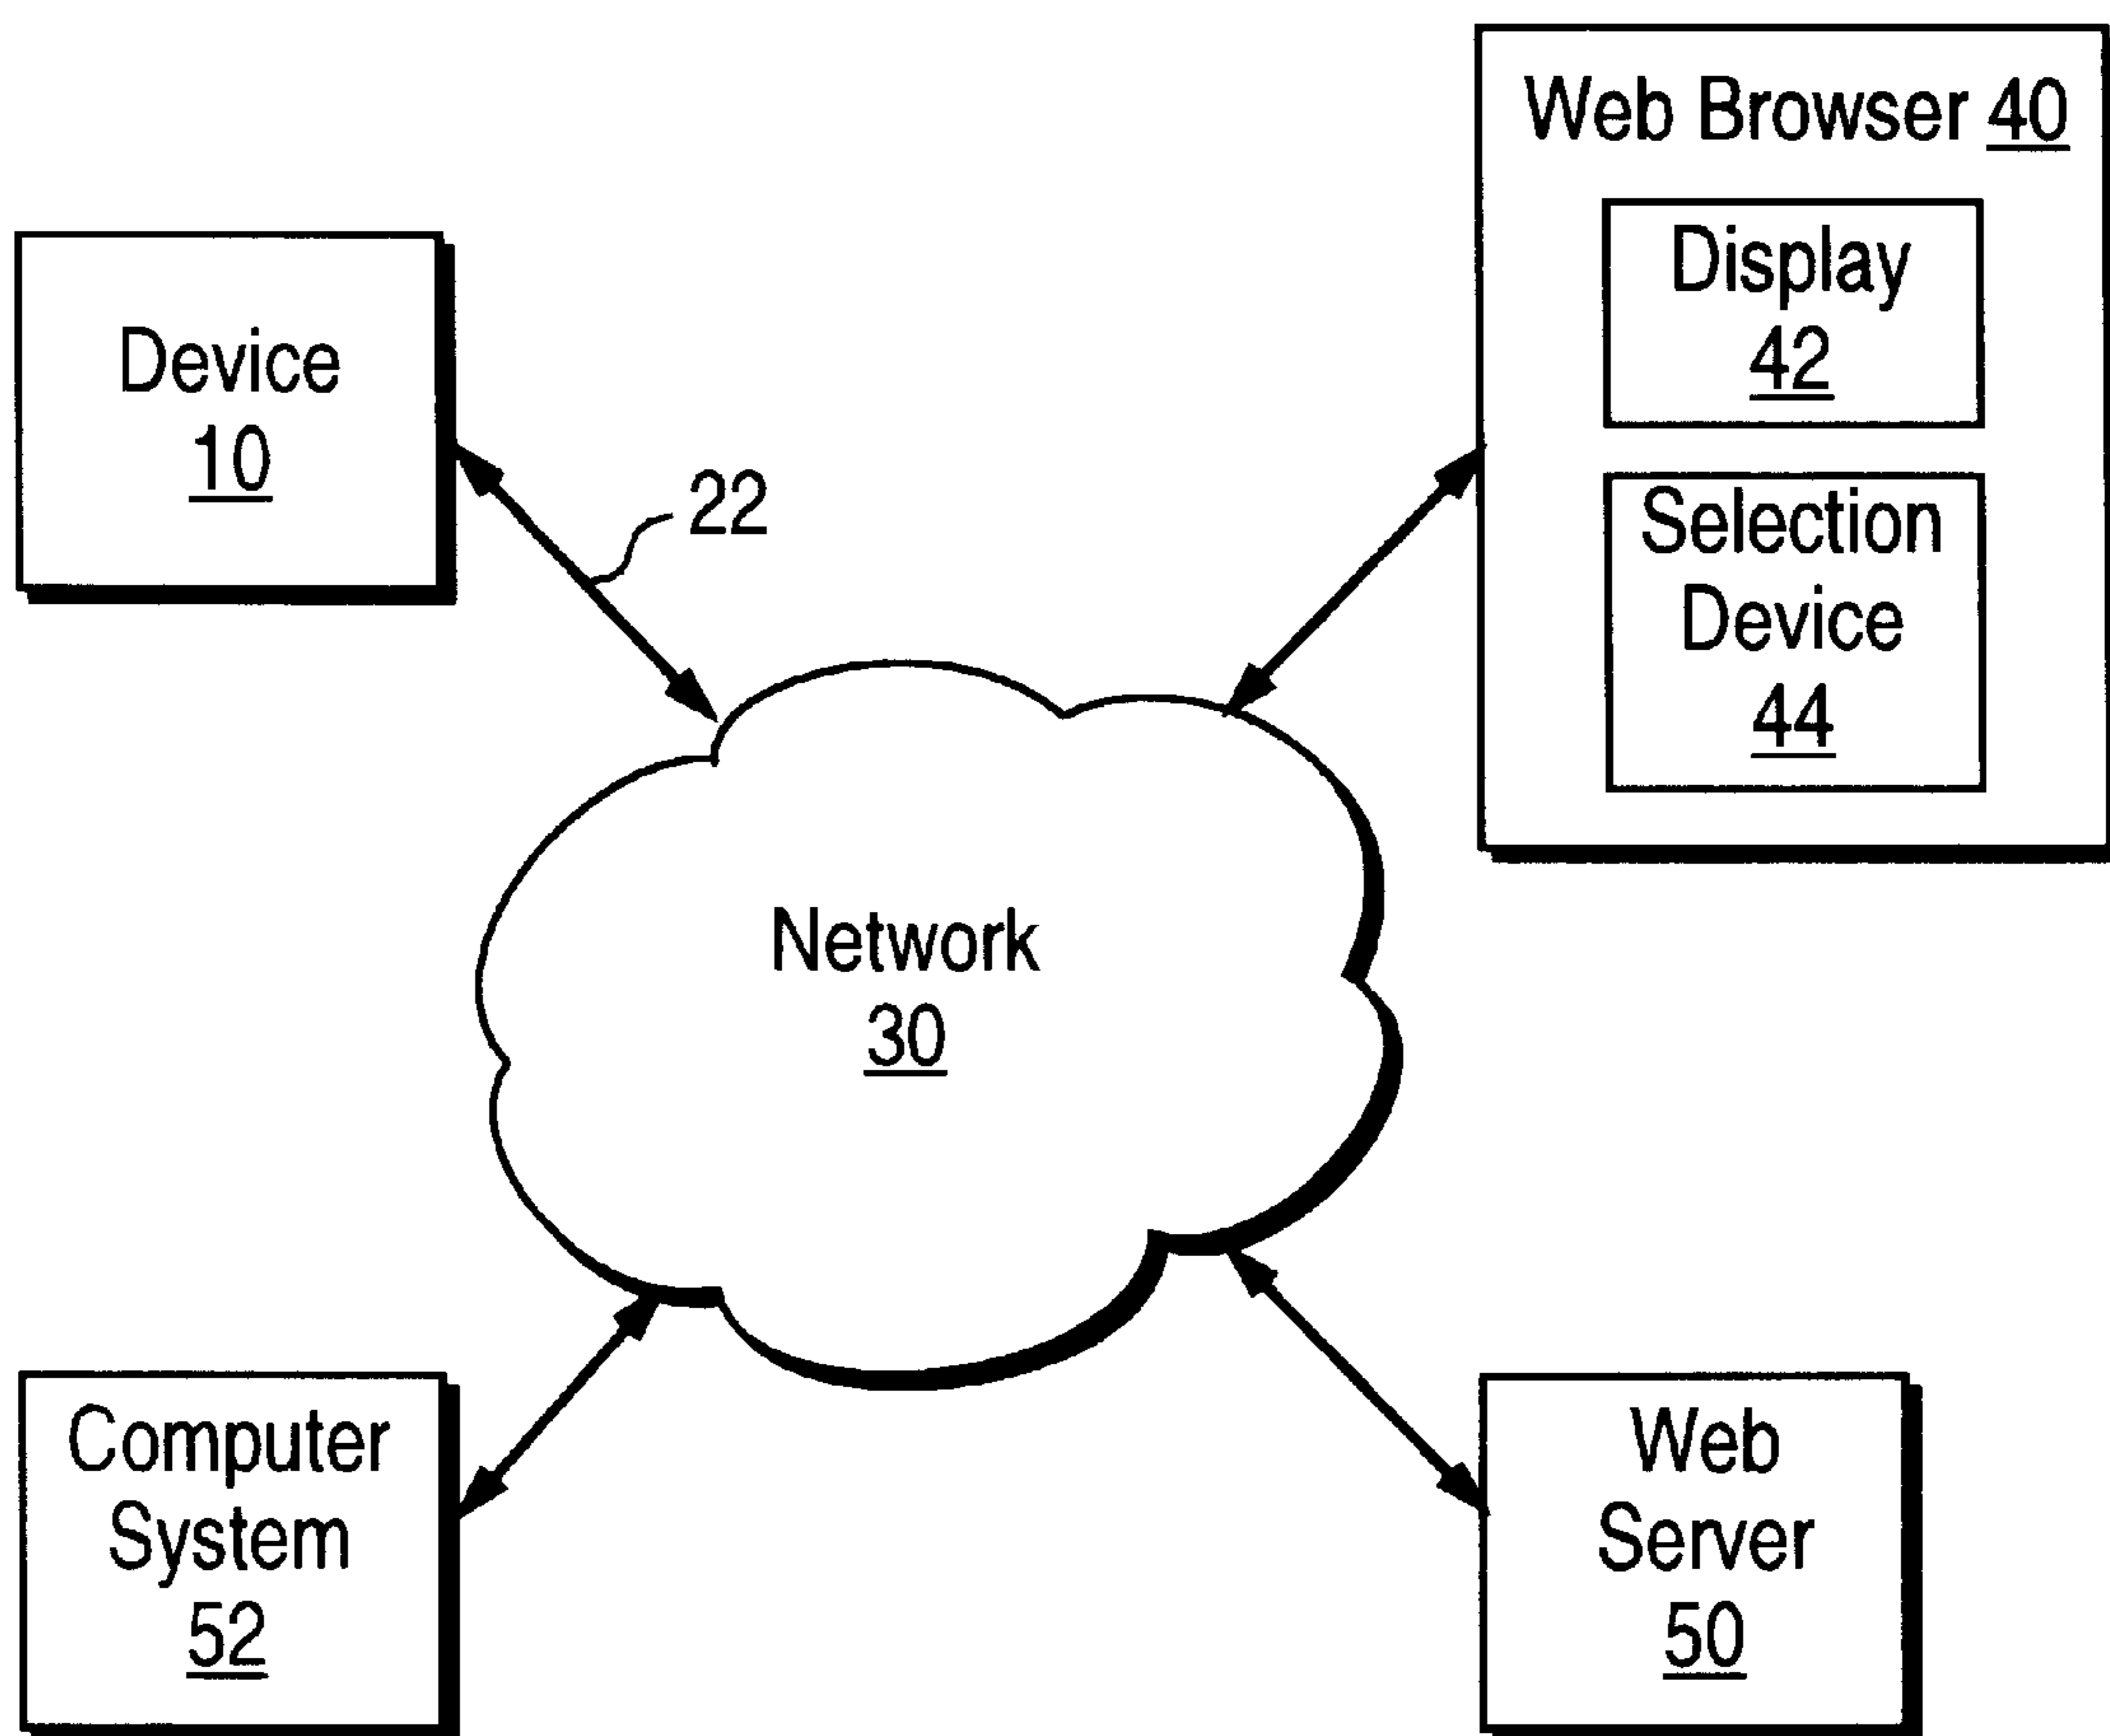 Web Browser 40
Display
42
Selection
Device
44
Device
10
22
Network
30
Computer
System
52
Web
Server
50